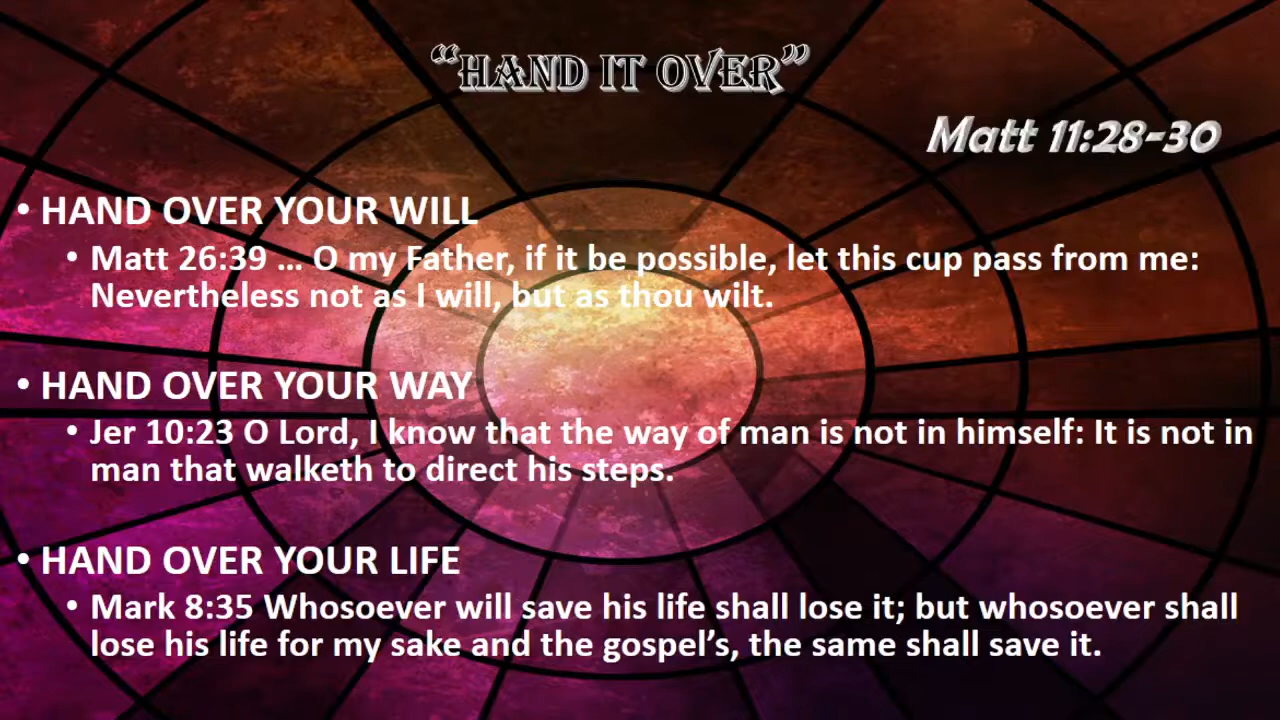 “HAND IT OVER”
Matt 11:28-30
• HAND OVER YOUR WILL
• Matt 26:39 ... O my Father, if it be possible, let this cup pass from me:
Nevertheless not as I will, but as thou wilt.
• HAND OVER YOUR WAY
• Jer 10:23 O Lord, I know that the way of man is not in himself: It is not in
man that walketh to direct his steps.
• HAND OVER YOUR LIFE
• Mark 8:35 Whosoever will save his life shall lose it; but whosoever shall
lose his life for my sake and the gospel’s, the same shall save it.